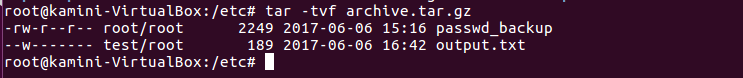 root@kamini-VirtualBox:/etc# tar -tvf archive.tar.gz
-rw-r--r-- root/root 2249 2017-06-06 15:16 passwd_backup
--w------- test/root 189 2017-06-06 16:42 output.txt
root@kamini-VirtualBox:/etc#